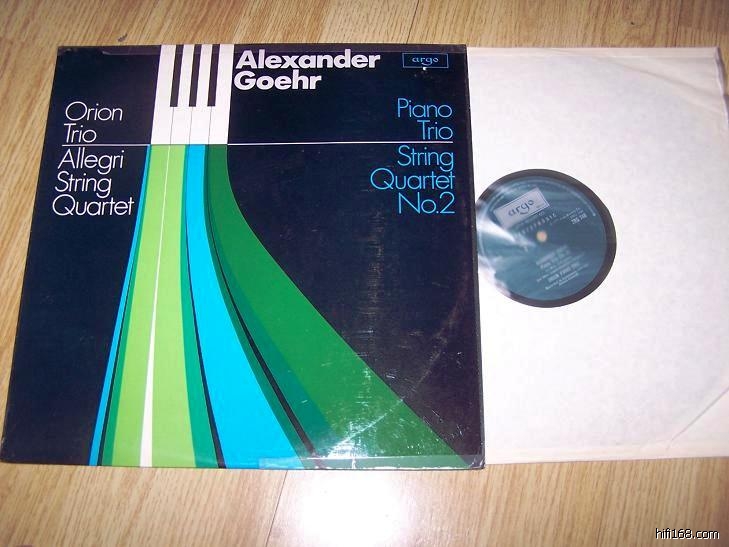 Alexander
Goehr
argo
Orion
Trio
Allegri
String
Quartet
Piano
Trio
String
Quartet
No.2
argo
hifi168.com